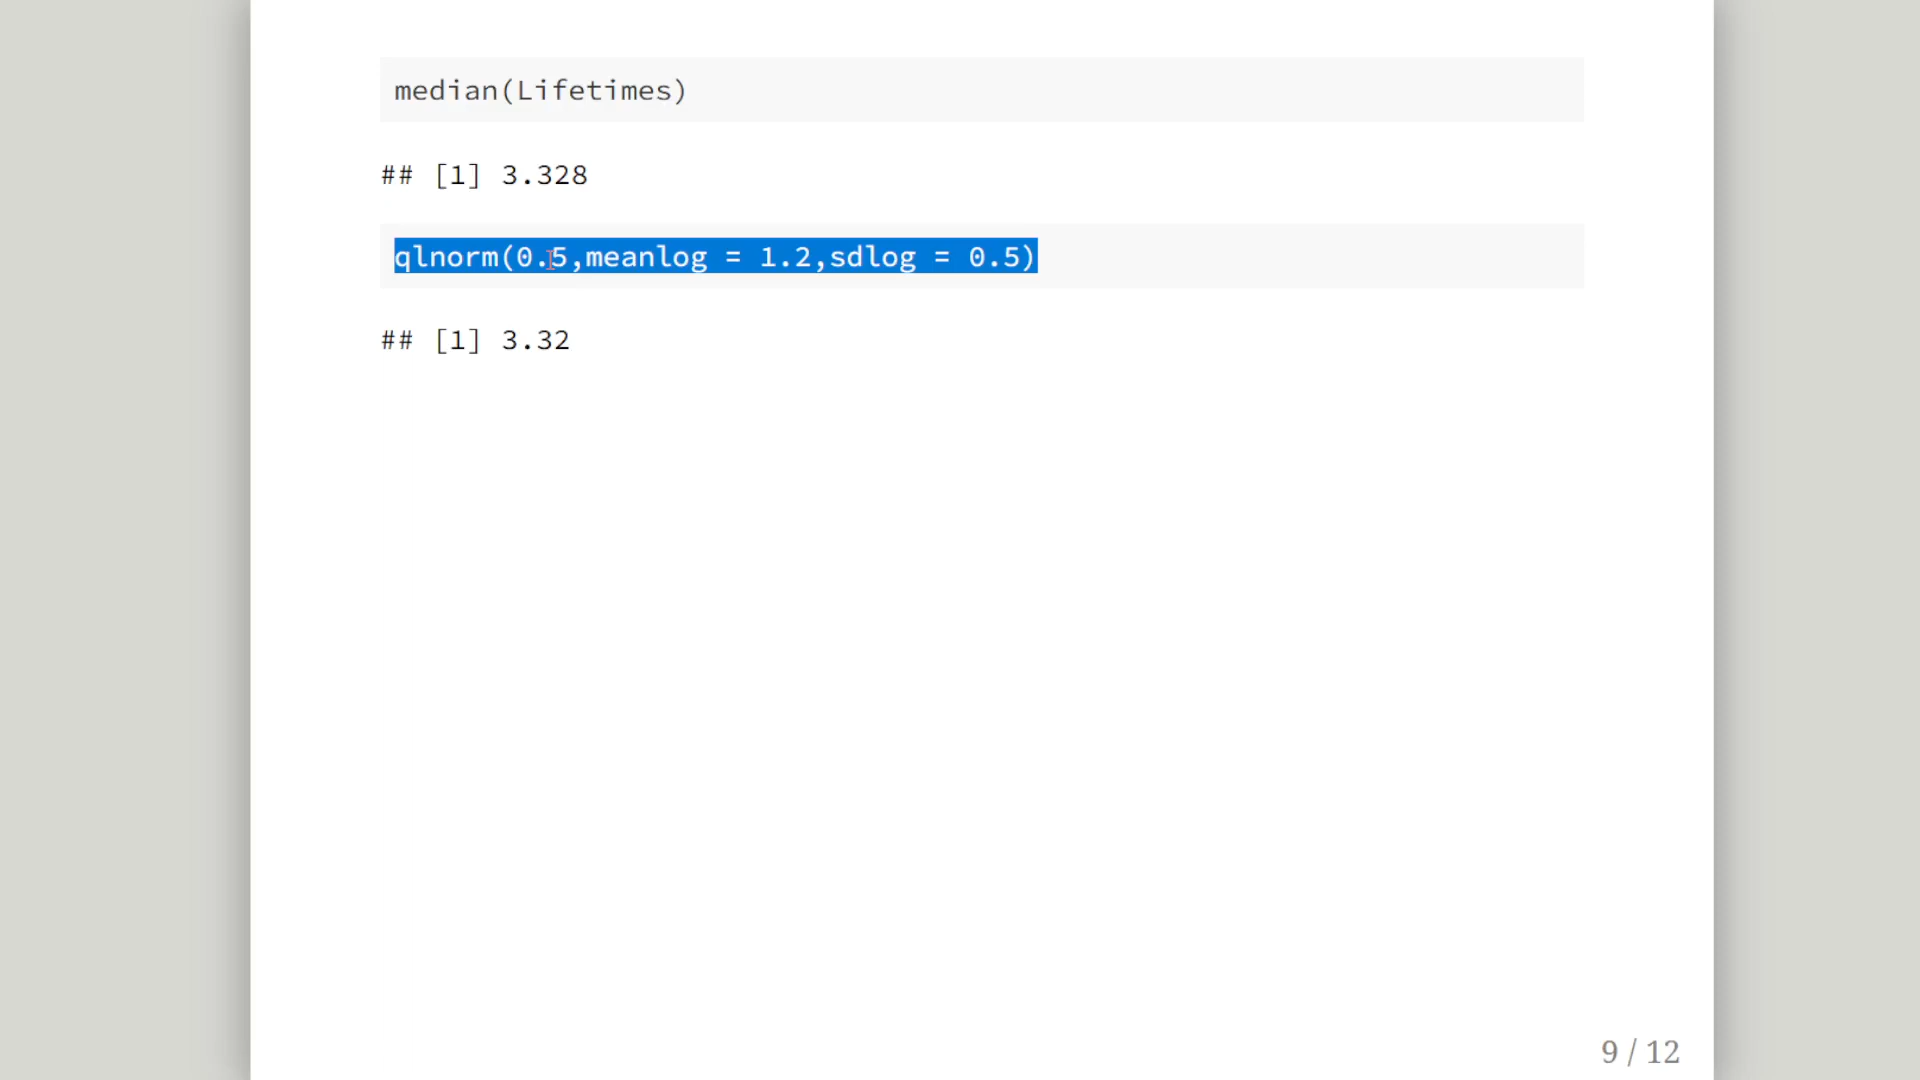 median(Lifetimes)
## [1] 3.328
qlnorm(0.5,meanlog = 1.2,sdlog = 0.5)
## [1] 3.32
9 / 12